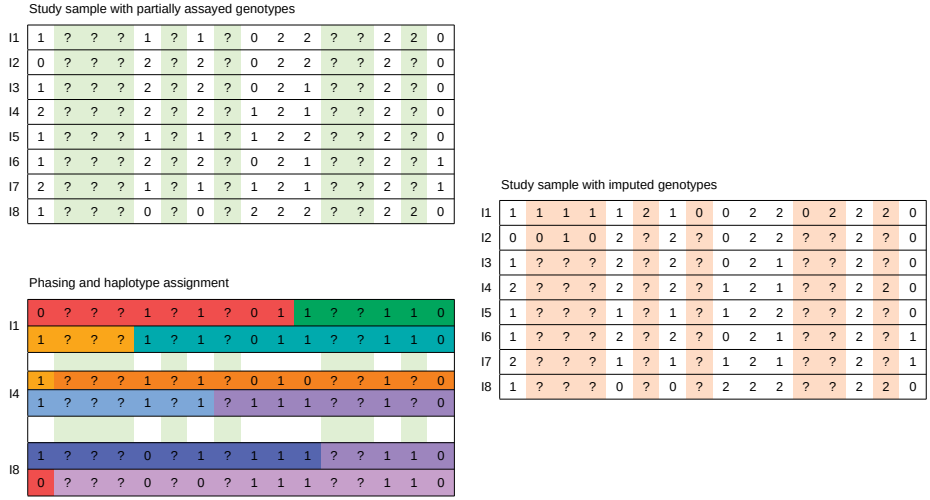 Study sample with partially assayed genotypes
I1 1 ? ? ? 1 ? 1 ? 0 2 2 ? ? 2 2 0
I2 0 ? ? ? 2 ? 2 ? 0 2 2 ? ? 2 ? 0
I3 1 ? ? ? 2 ? 2 ? 0 2 1 ? ? 2 ? 0
I4 2 ? ? ? 2 ? 2 ? 1 2 1 ? ? 2 ? 0
I5 1 ? ? ? 1 ? 1 ? 1 2 2 ? ? 2 ? 0
I6 1 ? ? ? 2 ? 2 ? 0 2 1 ? ? 2 ? 1
I7 2 ? ? ? 1 ? 1 ? 1 2 1 ? ? 2 ? 1
I8 1 ? ? ? 0 ? 0 ? 2 2 2 ? ? 2 2 0
Phasing and haplotype assignment
I1
0 ? ? ? 1 ? 1 ? 0 1 1 ? ? 1 1 0
1 ? ? ? 1 ? 1 ? 0 1 1 ? ? 1 1 0
I4
1 ? ? ? 1 ? 1 ? 0 1 0 ? ? 1 ? 0
1 ? ? ? 1 ? 1 ? 1 1 1 ? ? 1 ? 0
I8
1 ? ? ? 0 ? 1 ? 1 1 1 ? ? 1 1 0
0 ? ? ? 0 ? 0 ? 1 1 1 ? ? 1 1 0
Study sample with imputed genotypes
I1 1 1 1 1 1 2 1 0 0 2 2 0 2 2 2 0
I2 0 0 1 0 2 ? 2 ? 0 2 2 ? ? 2 ? 0
I3 1 ? ? ? 2 ? 2 ? 0 2 1 ? ? 2 ? 0
I4 2 ? ? ? 2 ? 2 ? 1 2 1 ? ? 2 2 0
I5 1 ? ? ? 1 ? 1 ? 1 2 2 ? ? 2 ? 0
I6 1 ? ? ? 2 ? 2 ? 0 2 1 ? ? 2 ? 1
I7 2 ? ? ? 1 ? 1 ? 1 2 1 ? ? 2 ? 1
I8 1 ? ? ? 0 ? 0 ? 2 2 2 ? ? 2 2 0